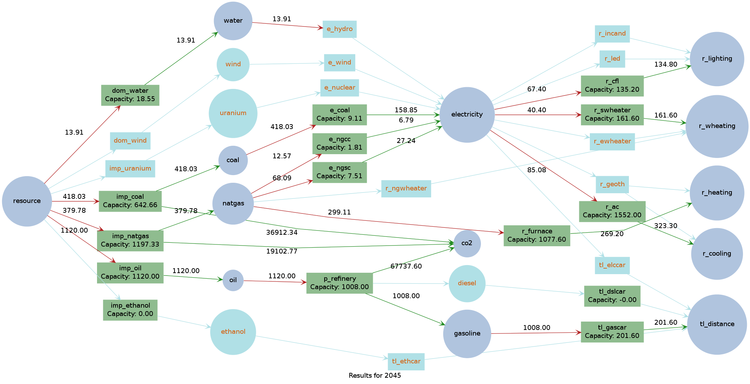 water
13.91
e_hydro
13.91
r_incand
wind
e_wind
r_led
134.80
r_lighting
dom_water
Capacity: 18.55
e_nuclear
67.40
r_cfl
Capacity: 135.20
uranium
e_coal
Capacity: 9.11
158.85
electricity
r_swheater
Capacity: 161.60
161.60
6.79
40.40
r_wheating
13.91
418.03
dom_wind
e_ngcc
Capacity: 1.81
27.24
r_ewheater
coal
12.57
imp_uranium
418.03
e_ngsc
Capacity: 7.51
85.08
68.09
r_ngwheater
r_geoth
resource
418.03
imp_coal
Capacity: 642.66
natgas
r_heating
379.78
379.78
299.11
r_ac
Capacity: 1552.00
1120.00
36912.34
r_furnace
Capacity: 1077.60
269.20
323.30
imp_natgas
Capacity: 1197.33
co2
19102.77
r_cooling
imp_oil
Capacity: 1120.00
1120.00
67737.60
tl_elccar
oil
1120.00
p_refinery
Capacity: 1008.00
diesel
tl_dslcar
Capacity: -0.00
1008.00
imp_ethanol
Capacity: 0.00
ethanol
gasoline
1008.00
tl_gascar
Capacity: 201.60
201.60
tl_distance
tl_ethcar
Results for 2045